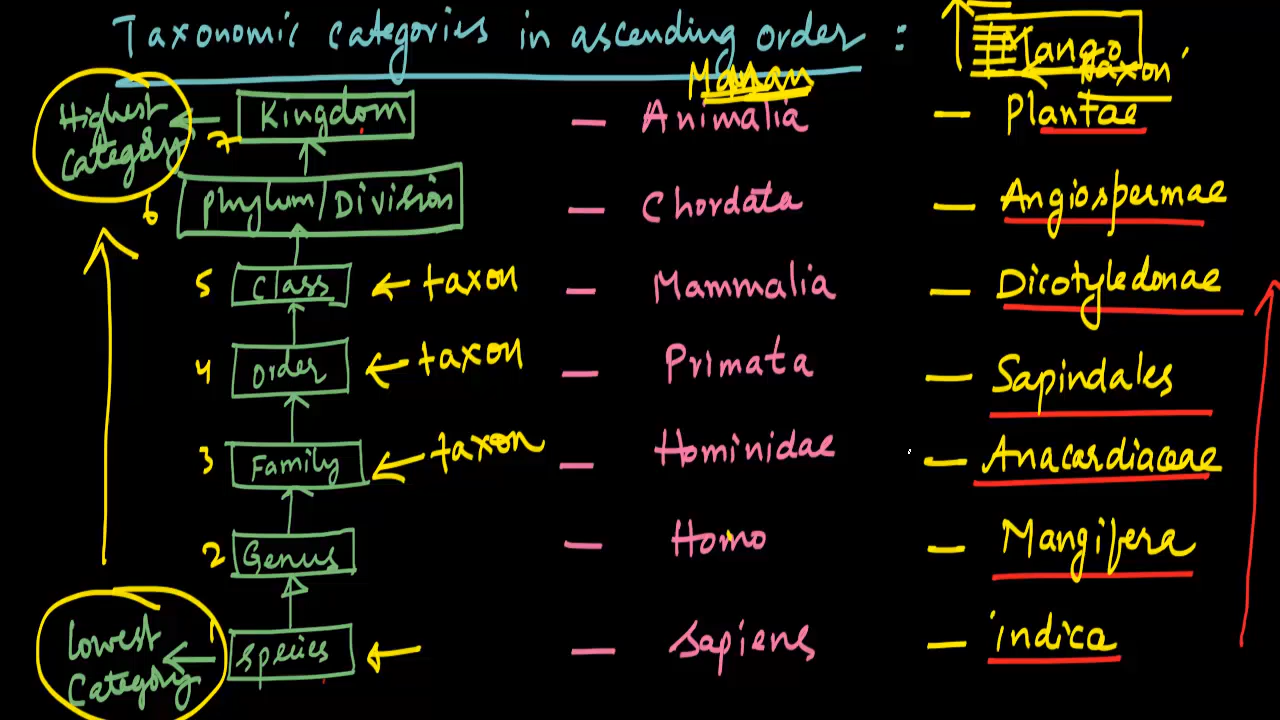 Taxonomic categories in ascending order : Mango
Manan taxon
Highest Category
7 Kingdom — Animalia — Plantae
6 Phylum/Division — Chordata — Angiospermae
5 Class ← taxon — Mammalia — Dicotyledonae
4 Order ← taxon — Primata — Sapindales
3 Family ← taxon — Hominidae — Anacardiaceae
2 Genus — Homo — Mangifera
1 Species ← — Sapiens — indica
Lowest Category